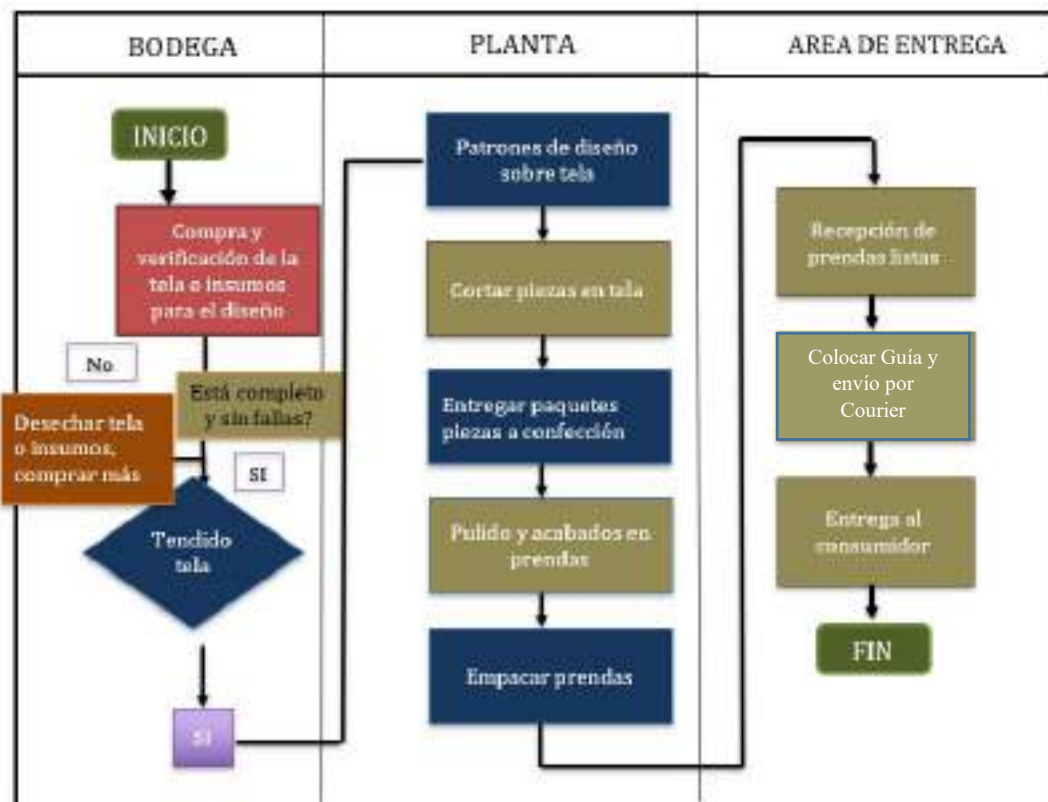 BODEGA
PLANTA
AREA DE ENTREGA
INICIO
Compra y
verificación de la
tela o insumos
para el diseño
No
Está completo
y sin fallas?
Desechar tela
o insumos,
comprar más
SI
Tendido
tela
SI
Patrones de diseño
sobre tela
Cortar piezas en tala
Entregar paquetes
piezas a confección
Pulido y acabados en
prendas
Empacar prendas
Recepción de
prendas listas
Colocar Guía y
envío por
Courier
Entrega al
consumidor
FIN